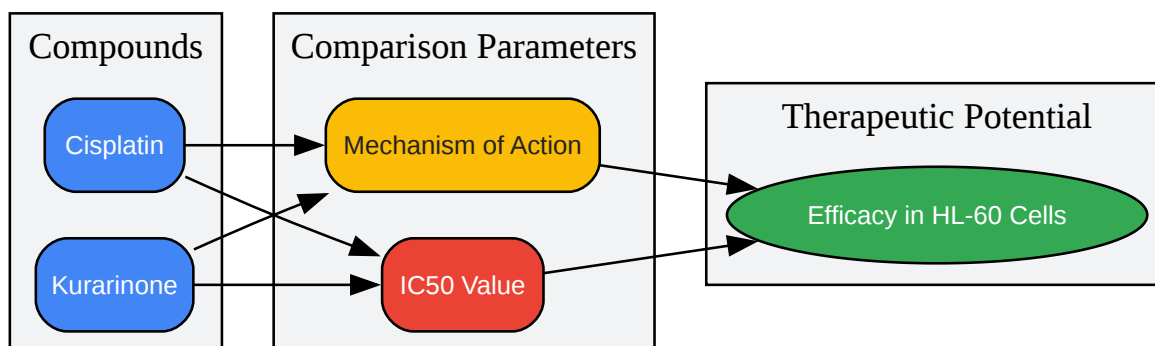 Compounds
Cisplatin
Kurarinone
Comparison Parameters
Mechanism of Action
IC50 Value
Therapeutic Potential
Efficacy in HL-60 Cells